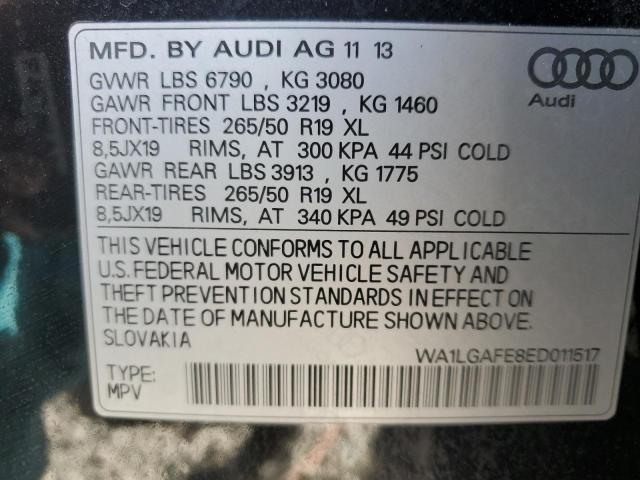 MFD. BY AUDI AG 11 13
GVWR LBS 6790 , KG 3080
GAWR FRONT LBS 3219 , KG 1460
FRONT-TIRES 265/50 R19 XL
8,5JX19 RIMS, AT 300 KPA 44 PSI COLD
GAWR REAR LBS 3913 , KG 1775
REAR-TIRES 265/50 R19 XL
8,5JX19 RIMS, AT 340 KPA 49 PSI COLD
Audi
THIS VEHICLE CONFORMS TO ALL APPLICABLE
U.S. FEDERAL MOTOR VEHICLE SAFETY AND
THEFT PREVENTION STANDARDS IN EFFECT ON
THE DATE OF MANUFACTURE SHOWN ABOVE.
SLOVAKIA
WA1LGAFE8ED011517
TYPE:
MPV